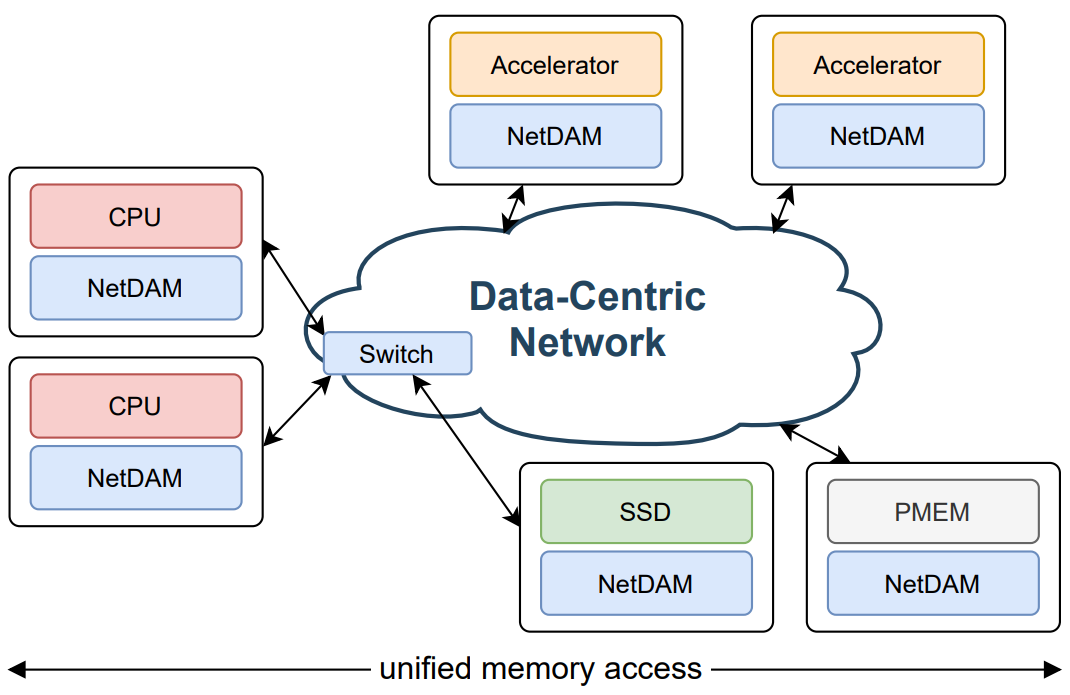 Accelerator
NetDAM
Accelerator
NetDAM
CPU
NetDAM
Data-Centric
Network
Switch
CPU
NetDAM
SSD
NetDAM
PMEM
NetDAM
unified memory access